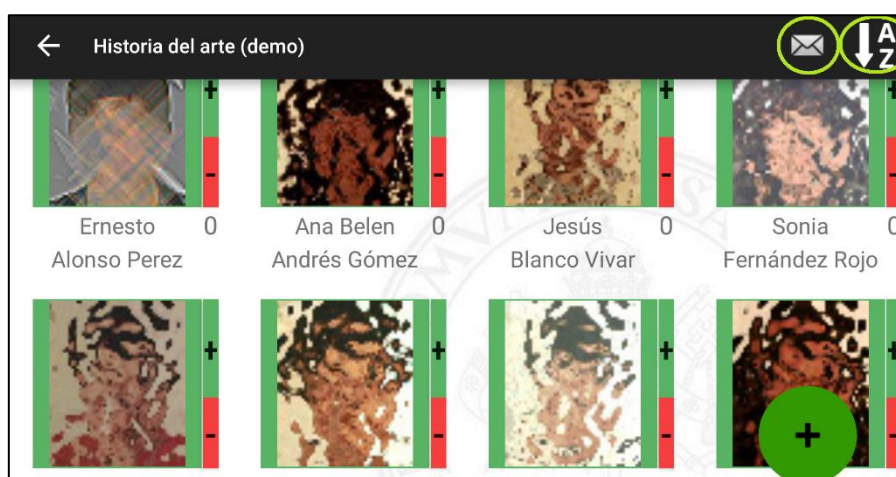 Historia del arte (demo)
A
Z
+ + + +
- - - -
Ernesto 0 Ana Belen 0 Jesús 0 Sonia 0
Alonso Perez Andrés Gómez Blanco Vivar Fernández Rojo
+ + + +
- - - -
+